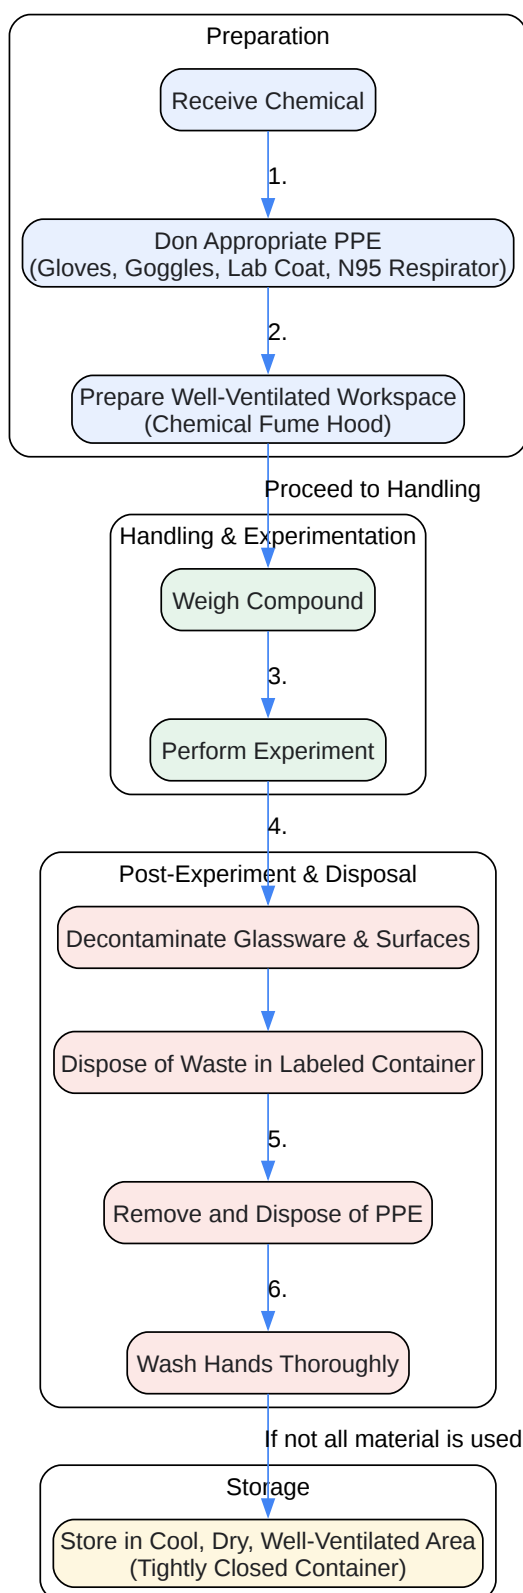 Preparation
Receive Chemical
1.
Don Appropriate PPE
(Gloves, Goggles, Lab Coat, N95 Respirator)
2.
Prepare Well-Ventilated Workspace
(Chemical Fume Hood)
Proceed to Handling
Handling & Experimentation
Weigh Compound
3.
Perform Experiment
4.
Post-Experiment & Disposal
Decontaminate Glassware & Surfaces
Dispose of Waste in Labeled Container
5.
Remove and Dispose of PPE
6.
Wash Hands Thoroughly
If not all material is used
Storage
Store in Cool, Dry, Well-Ventilated Area
(Tightly Closed Container)